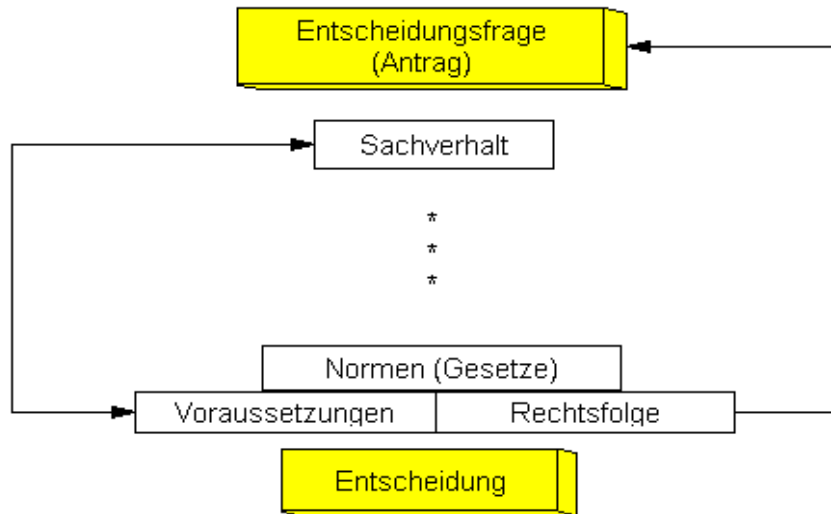 Entscheidungsfrage
(Antrag)
Sachverhalt
*
*
*
Normen (Gesetze)
Voraussetzungen Rechtsfolge
Entscheidung